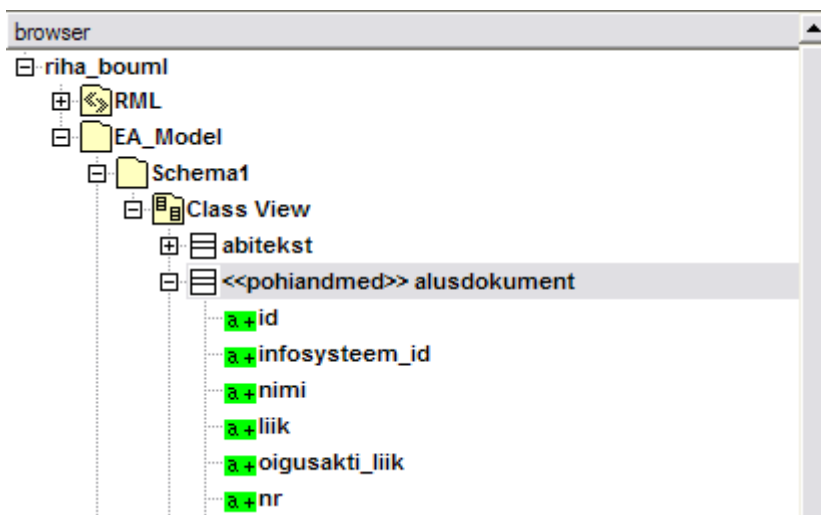 browser
riha_bouml
RML
EA_Model
Schema1
Class View
abitekst
<<pohiandmed>> alusdokument
a+id
a+infosysteem_id
a+nimi
a+liik
a+oigusakti_liik
a+nr